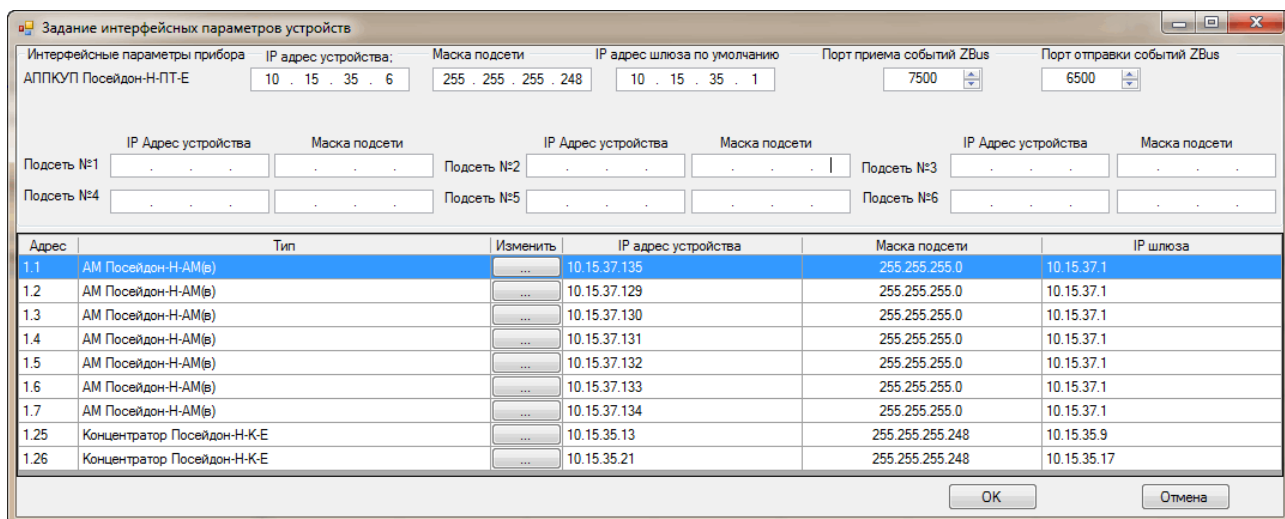 Задание интерфейсных параметров устройств
Интерфейсные параметры прибора IP адрес устройства; Маска подсети IP адрес шлюза по умолчанию Порт приема событий ZBus Порт отправки событий ZBus
АППКУП Посейдон-Н-ПТ-Е 10 . 15 . 35 . 6 255 . 255 . 255 . 248 10 . 15 . 35 . 1 7500 6500
IP Адрес устройства Маска подсети IP Адрес устройства Маска подсети IP Адрес устройства Маска подсети
Подсеть №1 . . . . . . Подсеть №2 . . . . . . Подсеть №3 . . . . . .
Подсеть №4 . . . . . . Подсеть №5 . . . . . . Подсеть №6 . . . . . .
Адрес Тип Изменить IP адрес устройства Маска подсети IP шлюза
1.1 АМ Посейдон-Н-АМ(в) ... 10.15.37.135 255.255.255.0 10.15.37.1
1.2 АМ Посейдон-Н-АМ(в) ... 10.15.37.129 255.255.255.0 10.15.37.1
1.3 АМ Посейдон-Н-АМ(в) ... 10.15.37.130 255.255.255.0 10.15.37.1
1.4 АМ Посейдон-Н-АМ(в) ... 10.15.37.131 255.255.255.0 10.15.37.1
1.5 АМ Посейдон-Н-АМ(в) ... 10.15.37.132 255.255.255.0 10.15.37.1
1.6 АМ Посейдон-Н-АМ(в) ... 10.15.37.133 255.255.255.0 10.15.37.1
1.7 АМ Посейдон-Н-АМ(в) ... 10.15.37.134 255.255.255.0 10.15.37.1
1.25 Концентратор Посейдон-Н-К-Е ... 10.15.35.13 255.255.255.248 10.15.35.9
1.26 Концентратор Посейдон-Н-К-Е ... 10.15.35.21 255.255.255.248 10.15.35.17
OK Отмена